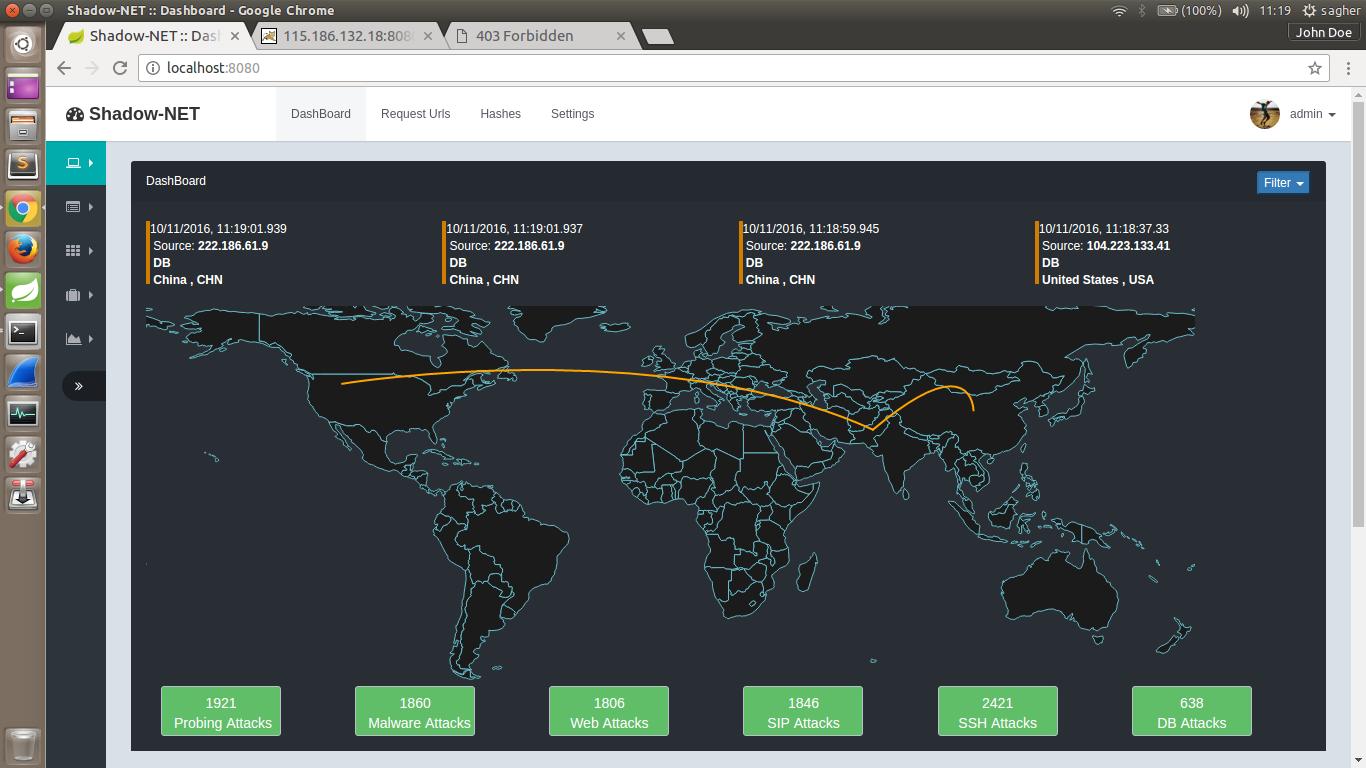 Shadow-NET :: Dashboard - Google Chrome
(100%) 11:19 sagher
Shadow-NET :: Das
115.186.132.18:808
403 Forbidden
John Doe
localhost:8080
Shadow-NET
DashBoard
Request Urls
Hashes
Settings
admin
DashBoard
Filter
10/11/2016, 11:19:01.939
Source: 222.186.61.9
DB
China , CHN
10/11/2016, 11:19:01.937
Source: 222.186.61.9
DB
China , CHN
10/11/2016, 11:18:59.945
Source: 222.186.61.9
DB
China , CHN
10/11/2016, 11:18:37.33
Source: 104.223.133.41
DB
United States , USA
1921
Probing Attacks
1860
Malware Attacks
1806
Web Attacks
1846
SIP Attacks
2421
SSH Attacks
638
DB Attacks